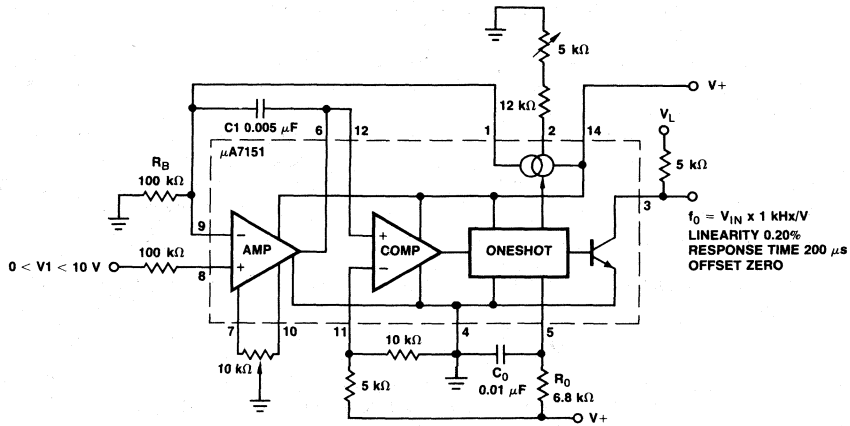 5 kΩ
V+
12 kΩ
VL
C1 0.005 μF
6
12
1
2
14
μA7151
5 kΩ
RB
100 kΩ
3
9
−
AMP
+
COMP
−
ONESHOT
f0 = VIN x 1 kHx/V
LINEARITY 0.20%
RESPONSE TIME 200 μs
OFFSET ZERO
0 < V1 < 10 V
100 kΩ
8
+
7
10
11
4
5
10 kΩ
10 kΩ
C0
0.01 μF
5 kΩ
R0
6.8 kΩ
V+